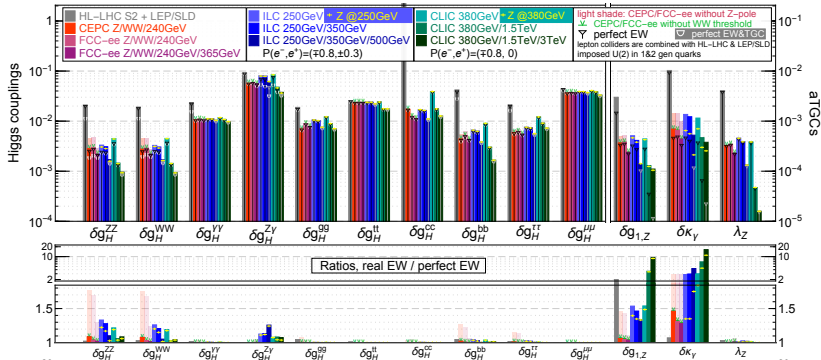 HL-LHC S2 + LEP/SLD
CEPC Z/WW/240GeV
FCC-ee Z/WW/240GeV
FCC-ee Z/WW/240GeV/365GeV
ILC 250GeV + Z @250GeV
ILC 250GeV/350GeV
ILC 250GeV/350GeV/500GeV
P(e⁻,e⁺)=(∓0.8,±0.3)
CLIC 380GeV + Z @380GeV
CLIC 380GeV/1.5TeV
CLIC 380GeV/1.5TeV/3TeV
P(e⁻,e⁺)=(∓0.8, 0)
light shade: CEPC/FCC-ee without Z-pole
CEPC/FCC-ee without WW threshold
perfect EW perfect EW&TGC
lepton colliders are combined with HL-LHC & LEP/SLD
imposed U(2) in 1&2 gen quarks
Higgs couplings
10⁻¹
10⁻²
10⁻³
10⁻⁴
aTGCs
10⁻²
10⁻³
10⁻⁴
10⁻⁵
δg_H^ZZ δg_H^WW δg_H^γγ δg_H^Zγ δg_H^gg δg_H^tt δg_H^cc δg_H^bb δg_H^ττ δg_H^μμ δg_1,Z δκ_γ λ_Z
Ratios, real EW / perfect EW
20
10
2
1.5
1
20
10
2
1.5
1
δg_H^ZZ δg_H^WW δg_H^γγ δg_H^Zγ δg_H^gg δg_H^tt δg_H^cc δg_H^bb δg_H^ττ δg_H^μμ δg_1,Z δκ_γ λ_Z